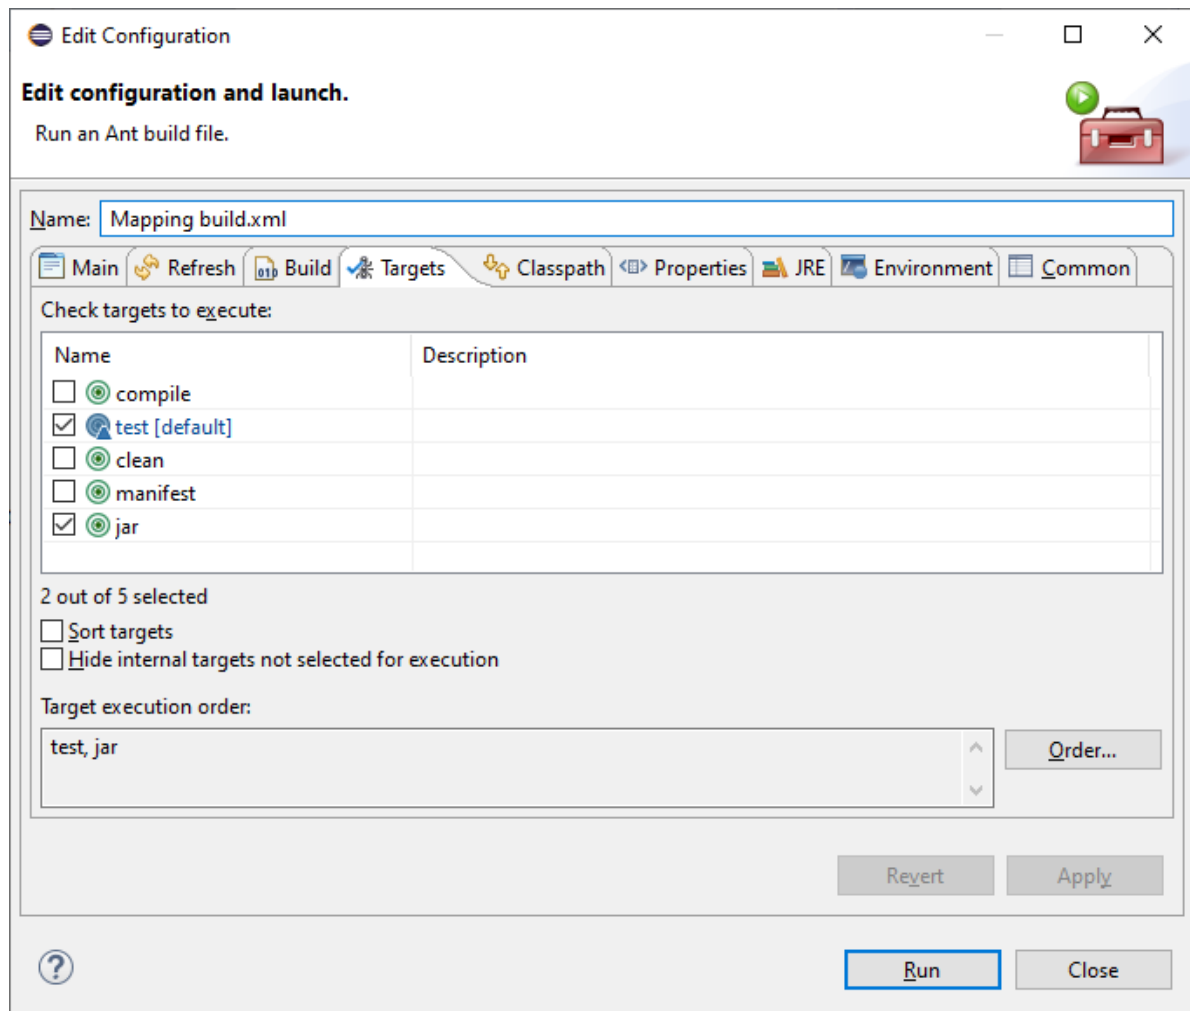 Edit Configuration
Edit configuration and launch.
Run an Ant build file.
Name: Mapping build.xml
Main Refresh Build Targets Classpath Properties JRE Environment Common
Check targets to execute:
Name Description
compile
test [default]
clean
manifest
jar
2 out of 5 selected
Sort targets
Hide internal targets not selected for execution
Target execution order:
test, jar
Order...
Revert Apply
Run Close